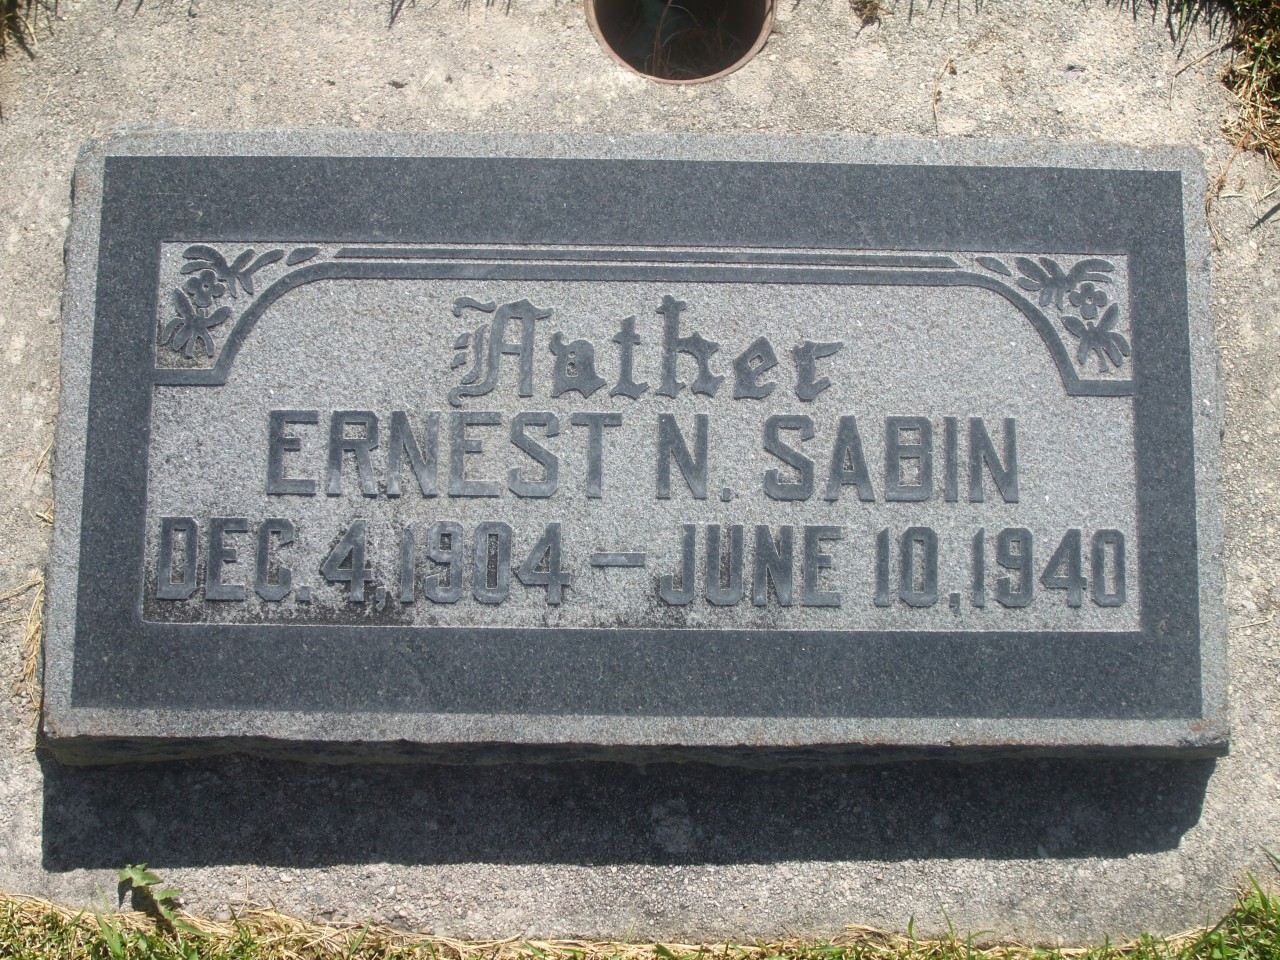 Father
ERNEST N. SABIN
DEC. 4, 1904 – JUNE 10, 1940